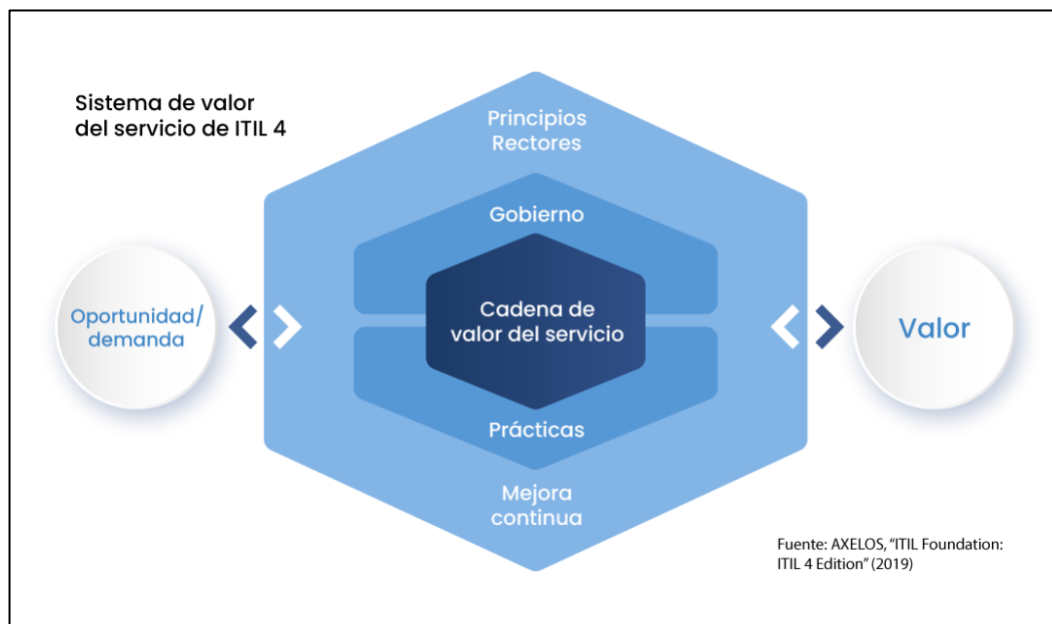 Sistema de valor
del servicio de ITIL 4
Principios
Rectores
Gobierno
Oportunidad/
demanda
Cadena de
valor del servicio
Valor
Prácticas
Mejora
continua
Fuente: AXELOS, "ITIL Foundation:
ITIL 4 Edition" (2019)